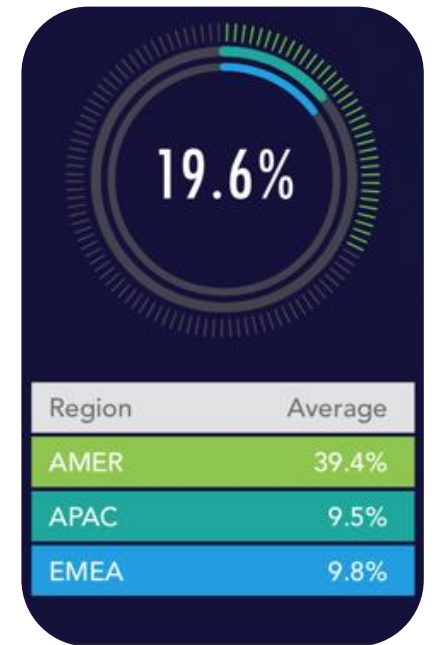 19.6%
Region Average
AMER 39.4%
APAC 9.5%
EMEA 9.8%